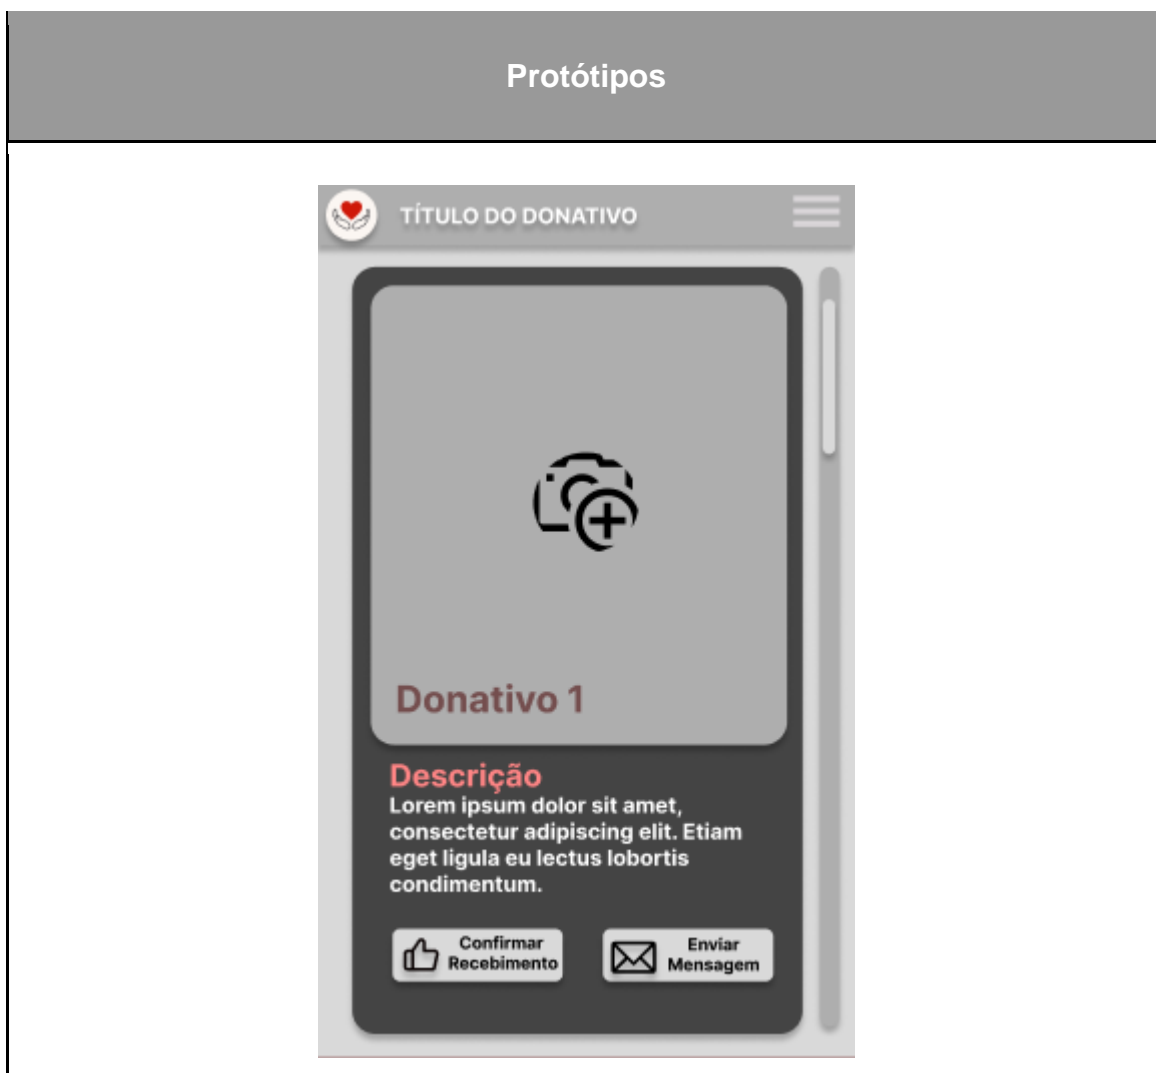 Protótipos
TÍTULO DO DONATIVO
Donativo 1
Descrição
Lorem ipsum dolor sit amet,
consectetur adipiscing elit. Etiam
eget ligula eu lectus lobortis
condimentum.
Confirmar
Recebimento
Enviar
Mensagem